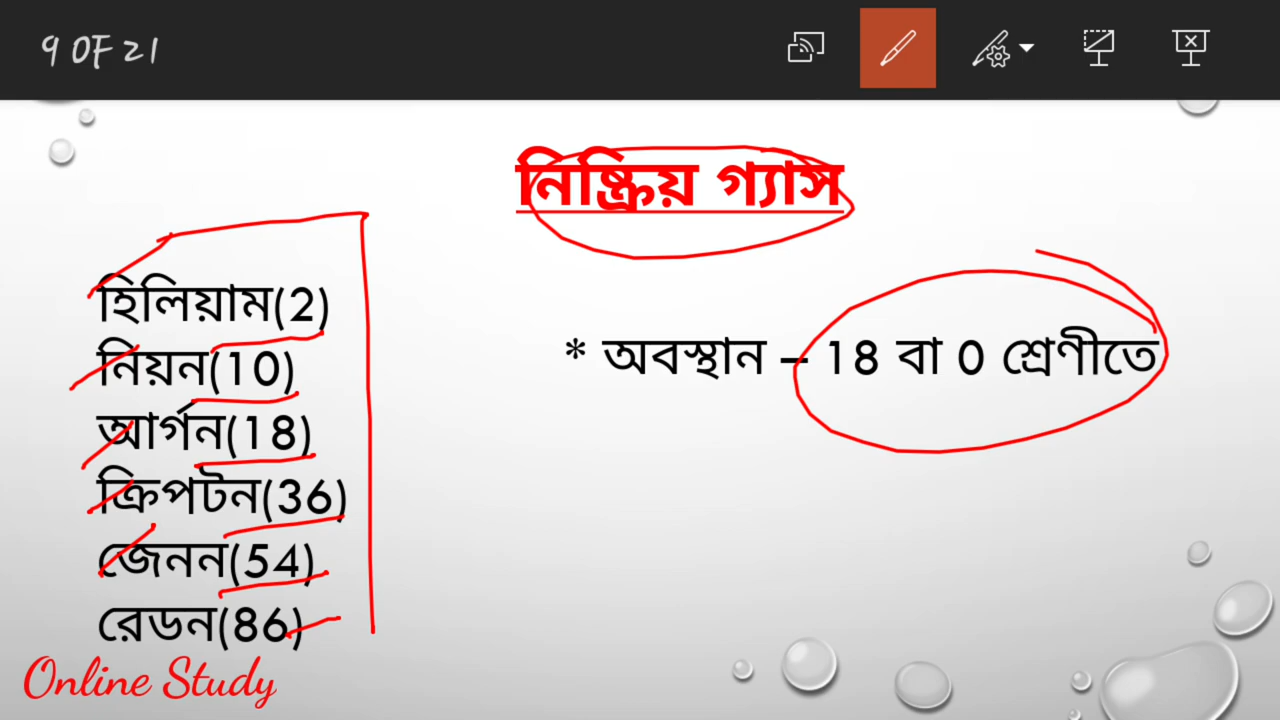 9 OF 21
নিষ্ক্রিয় গ্যাস
হিলিয়াম(2)
নিয়ন(10)
আর্গন(18)
ক্রিপটন(36)
জেনন(54)
রেডন(86)
* অবস্থান – 18 বা 0 শ্রেণীতে
Online Study